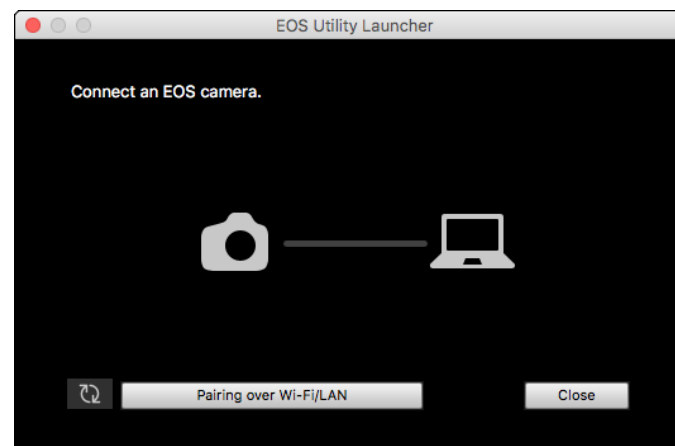 EOS Utility Launcher
Connect an EOS camera.
Pairing over Wi-Fi/LAN
Close